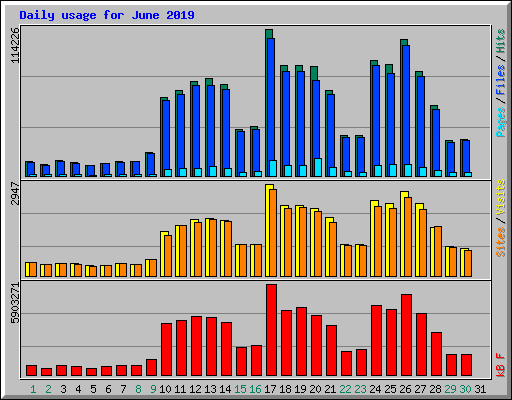 Daily usage for June 2019
114226
Pages / Files / Hits
2947
Sites / Visits
5903271
kB F
1 2 3 4 5 6 7 8 9 10 11 12 13 14 15 16 17 18 19 20 21 22 23 24 25 26 27 28 29 30 31